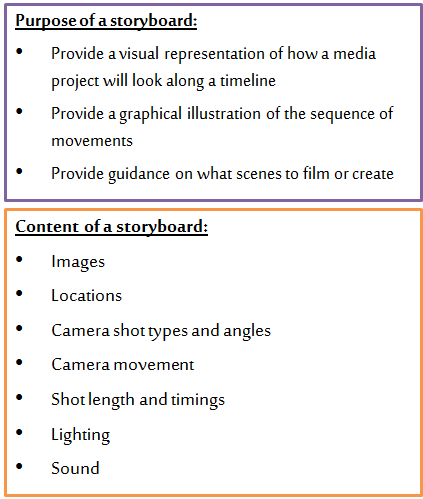 Purpose of a storyboard:
• Provide a visual representation of how a media
project will look along a timeline
• Provide a graphical illustration of the sequence of
movements
• Provide guidance on what scenes to film or create
Content of a storyboard:
• Images
• Locations
• Camera shot types and angles
• Camera movement
• Shot length and timings
• Lighting
• Sound